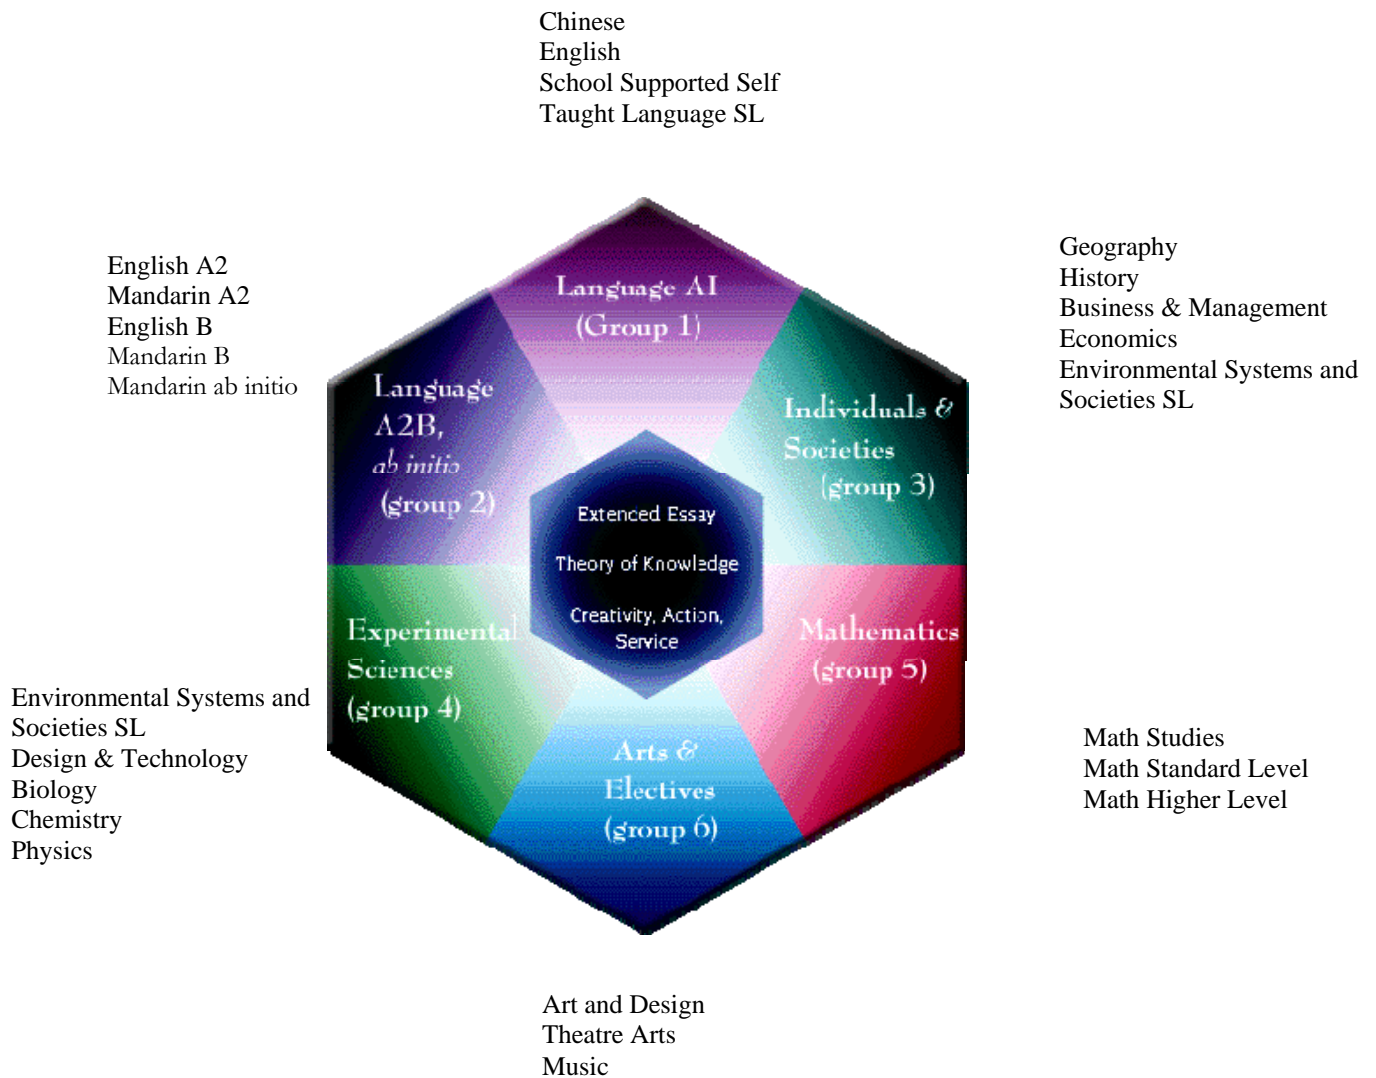 Chinese
English
School Supported Self
Taught Language SL
English A2
Mandarin A2
English B
Mandarin B
Mandarin ab initio
Geography
History
Business & Management
Economics
Environmental Systems and
Societies SL
Language AI
(Group 1)
Language
A2B,
ab initio
(group 2)
Individuals &
Societies
(group 3)
Extenced Essay
Theory of Knowledge
Creativity, Action,
Service
Experimental
Sciences
(group 4)
Mathematics
(group 5)
Arts &
Electives
(group 6)
Environmental Systems and
Societies SL
Design & Technology
Biology
Chemistry
Physics
Math Studies
Math Standard Level
Math Higher Level
Art and Design
Theatre Arts
Music